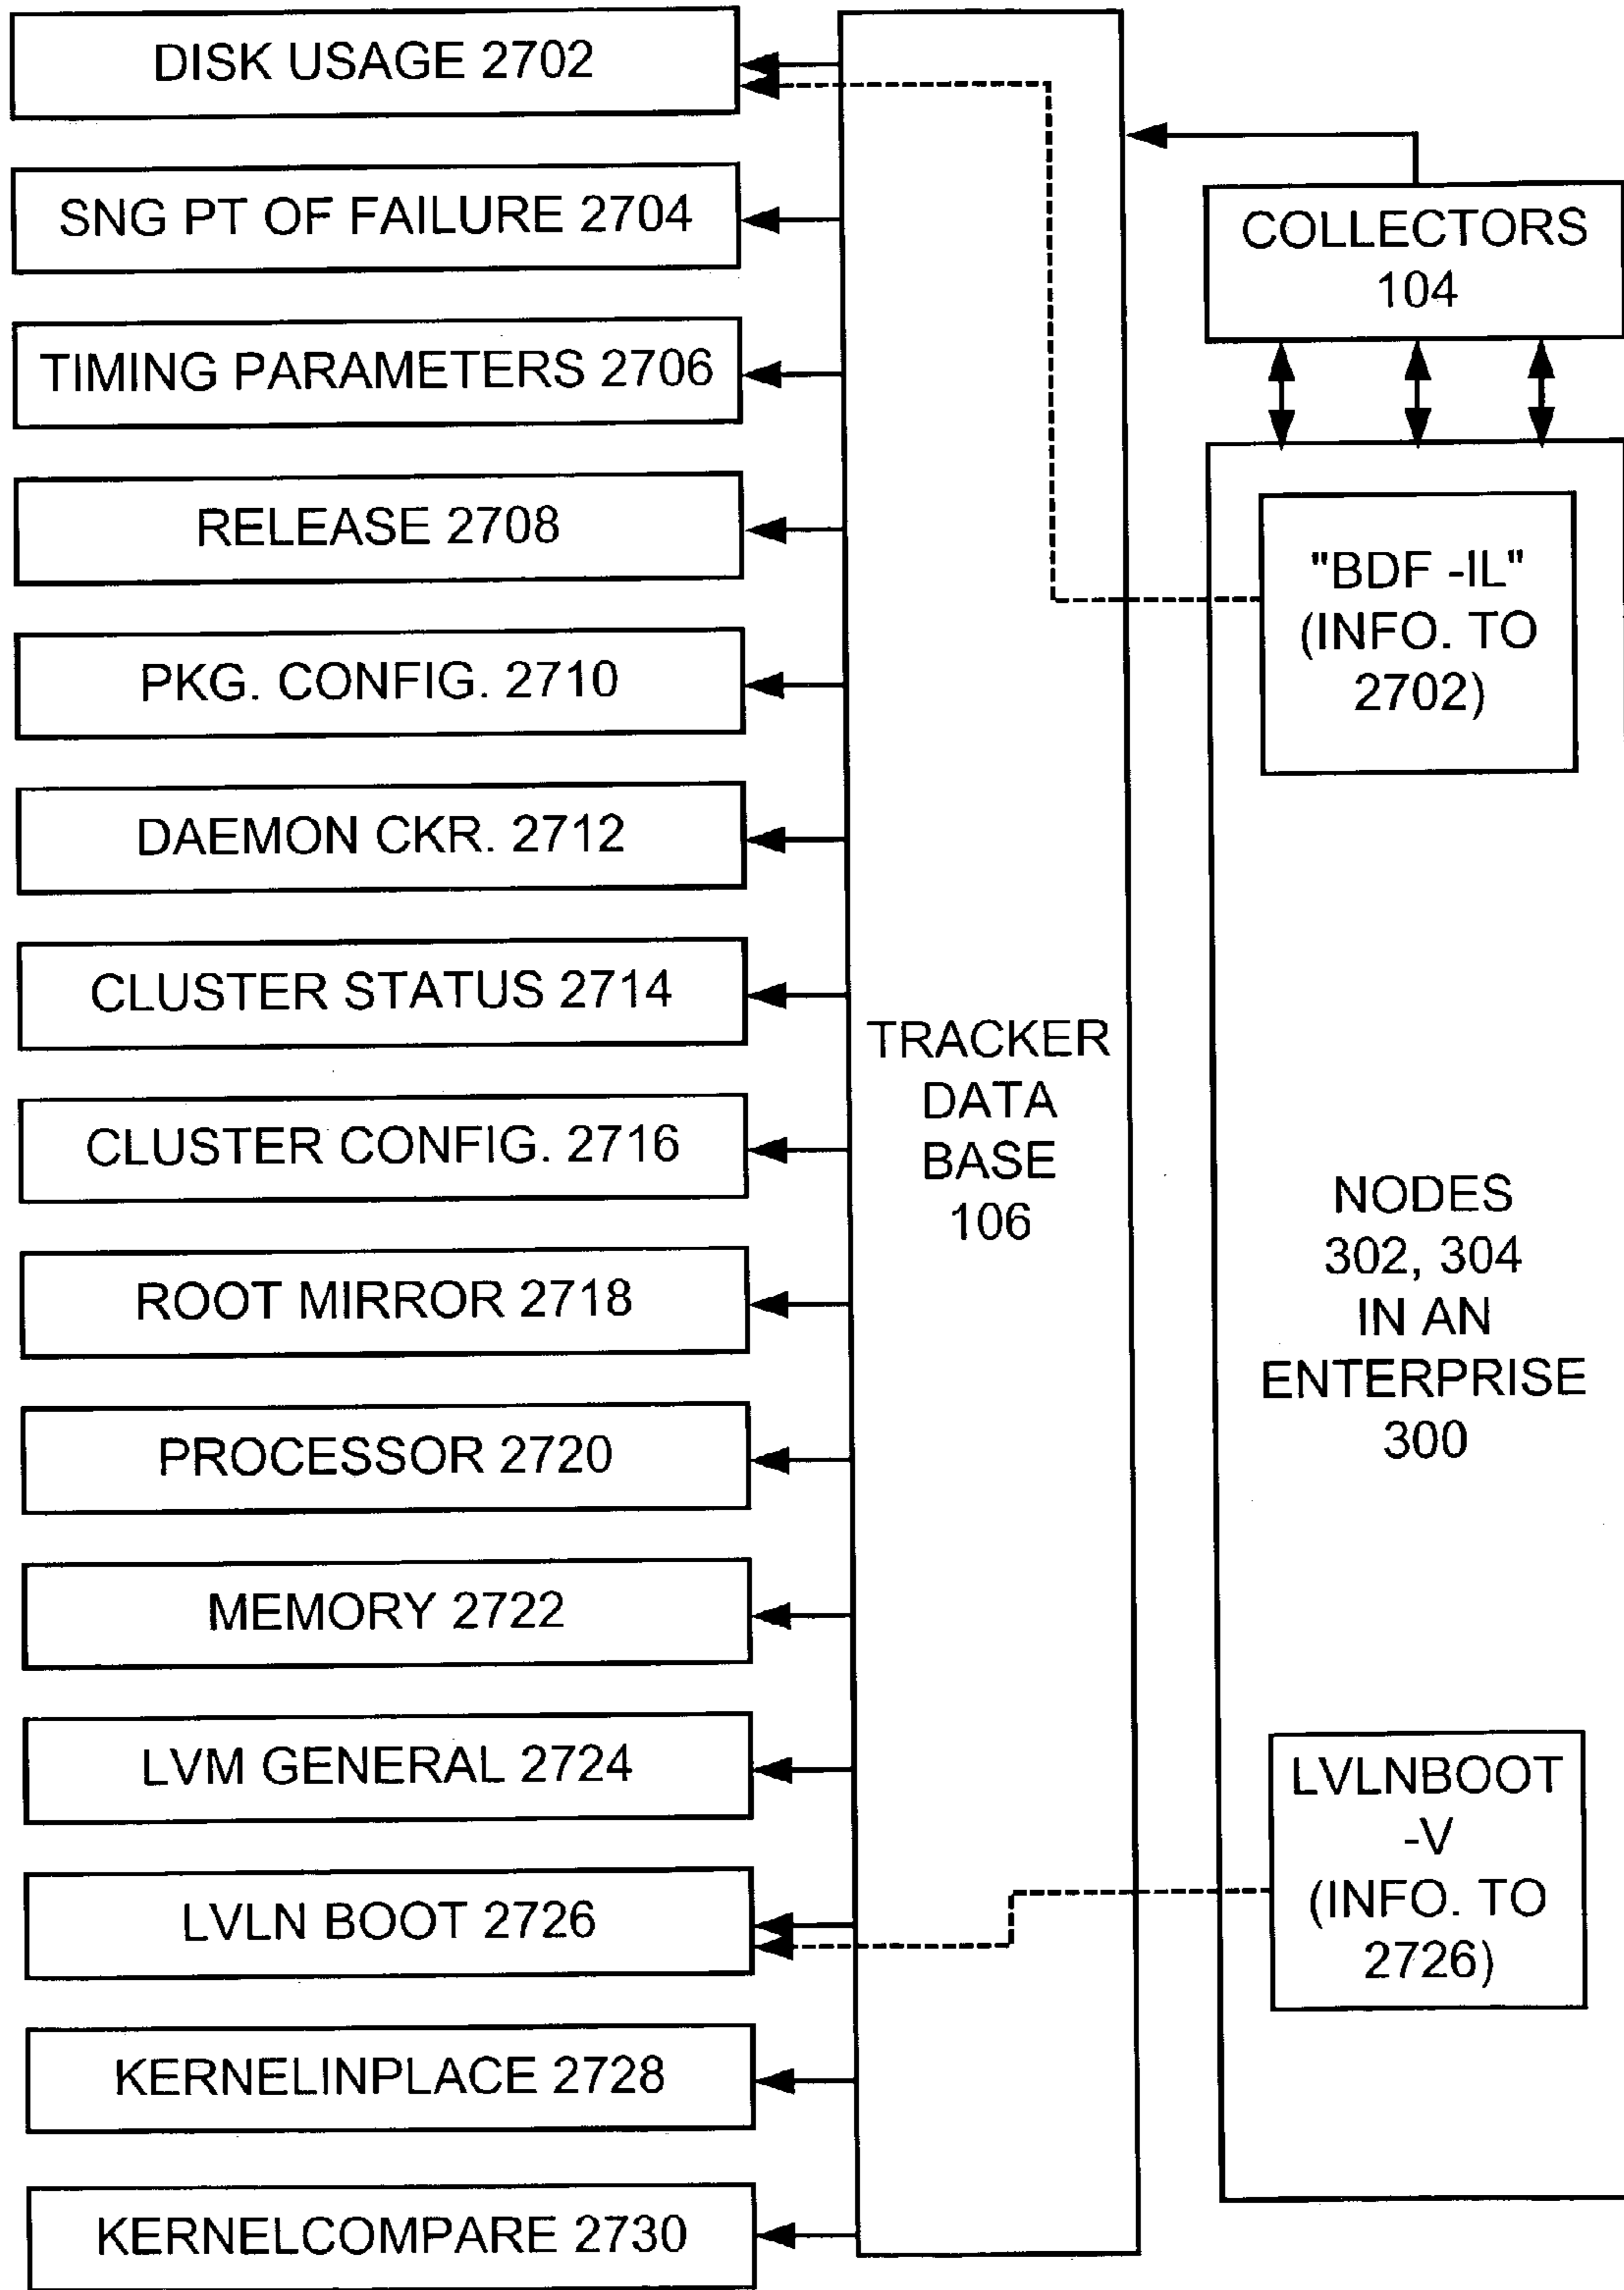 DISK USAGE 2702
SNG PT OF FAILURE 2704
TIMING PARAMETERS 2706
RELEASE 2708
PKG. CONFIG. 2710
DAEMON CKR. 2712
CLUSTER STATUS 2714
CLUSTER CONFIG. 2716
ROOT MIRROR 2718
PROCESSOR 2720
MEMORY 2722
LVM GENERAL 2724
LVLN BOOT 2726
KERNELINPLACE 2728
KERNELCOMPARE 2730
TRACKER
DATA
BASE
106
COLLECTORS
104
"BDF -IL"
(INFO. TO
2702)
NODES
302, 304
IN AN
ENTERPRISE
300
LVLNBOOT
-V
(INFO. TO
2726)